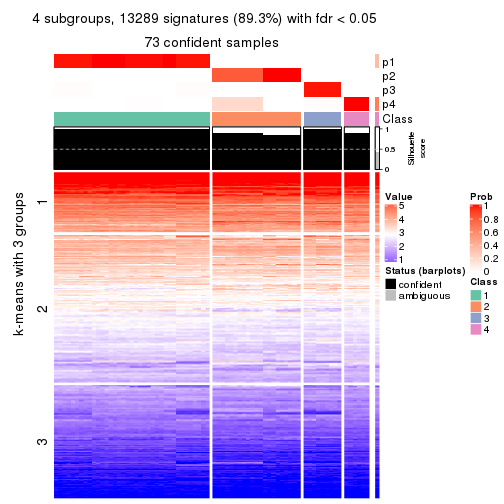 4 subgroups, 13289 signatures (89.3%) with fdr < 0.05
73 confident samples
p1
p2
p3
p4
Class
1
0.5
0
Silhouette
score
k-means with 3 groups
1
2
3
Value
5
4
3
2
1
Status (barplots)
confident
ambiguous
Prob
1
0.8
0.6
0.4
0.2
0
Class
1
2
3
4